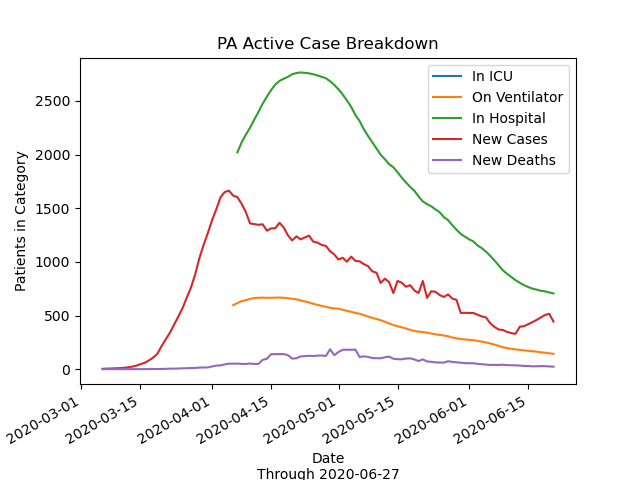 PA Active Case Breakdown
In ICU
On Ventilator
In Hospital
New Cases
New Deaths
Patients in Category
2500
2000
1500
1000
500
0
2020-03-01
2020-03-15
2020-04-01
2020-04-15
2020-05-01
2020-05-15
2020-06-01
2020-06-15
Date
Through 2020-06-27